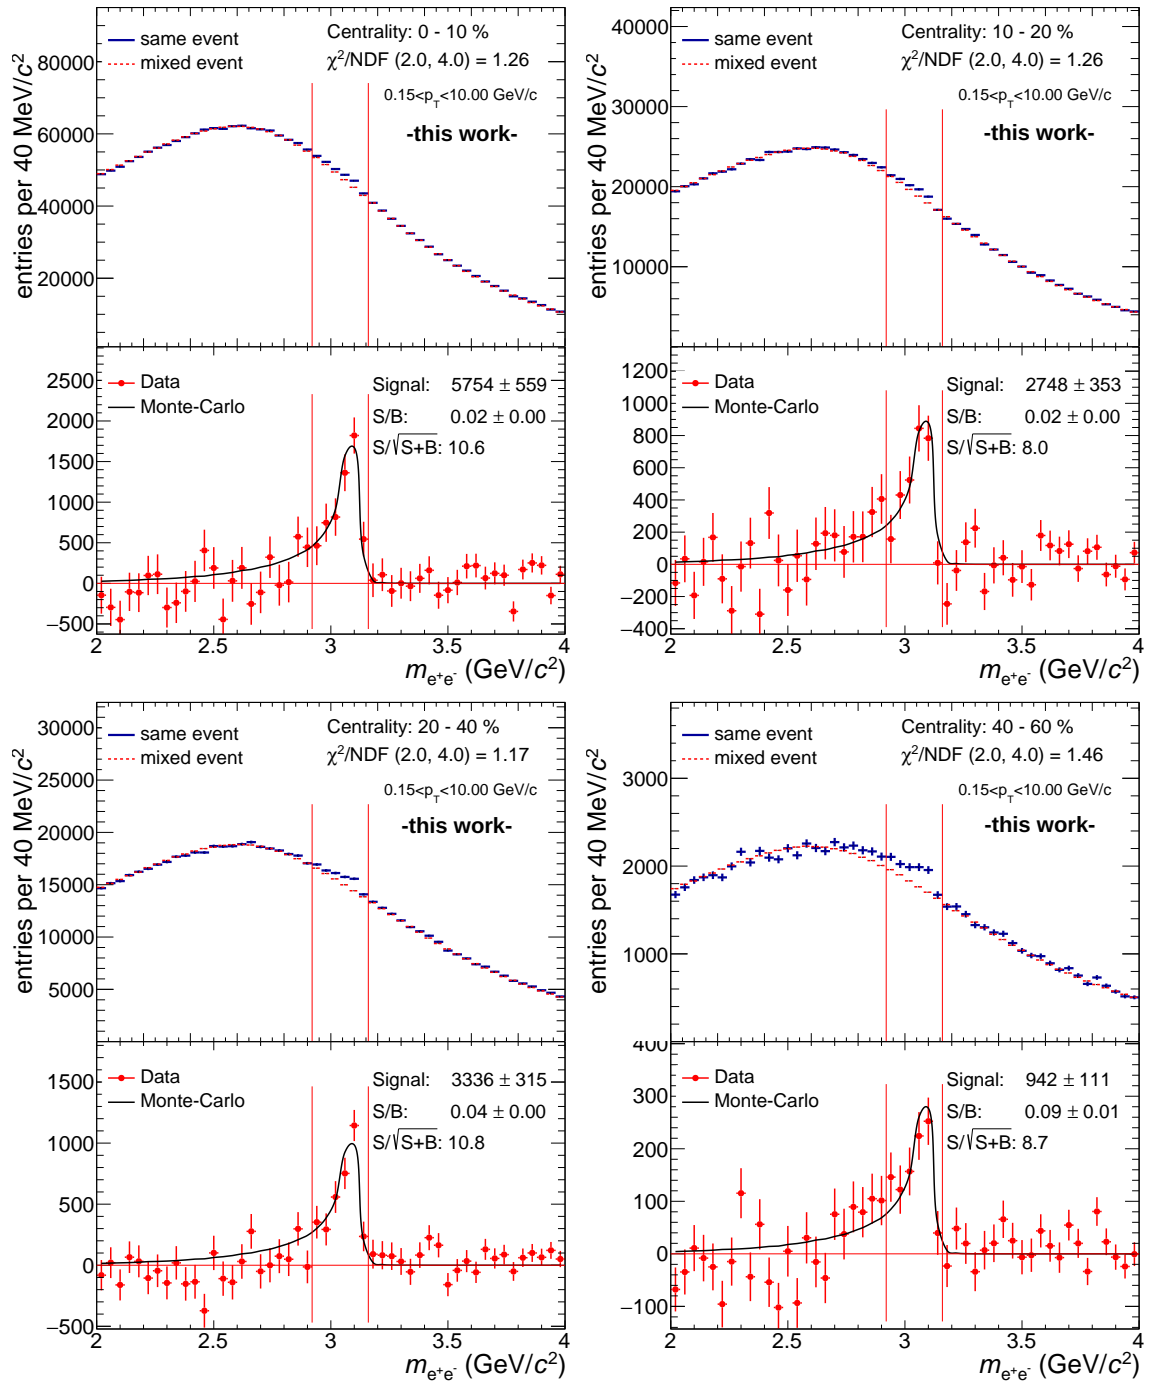 same event
mixed event
Centrality: 0 - 10 %
χ²/NDF (2.0, 4.0) = 1.26
0.15<p_T<10.00 GeV/c
-this work-
entries per 40 MeV/c²
80000
60000
40000
20000
Data
Monte-Carlo
Signal: 5754 ± 559
S/B: 0.02 ± 0.00
S/√S+B: 10.6
2500
2000
1500
1000
500
0
−500
2 2.5 3 3.5 4
m_e⁺e⁻ (GeV/c²)
same event
mixed event
Centrality: 10 - 20 %
χ²/NDF (2.0, 4.0) = 1.26
0.15<p_T<10.00 GeV/c
-this work-
entries per 40 MeV/c²
40000
30000
20000
10000
Data
Monte-Carlo
Signal: 2748 ± 353
S/B: 0.02 ± 0.00
S/√S+B: 8.0
1200
1000
800
600
400
200
0
−200
−400
2 2.5 3 3.5 4
m_e⁺e⁻ (GeV/c²)
same event
mixed event
Centrality: 20 - 40 %
χ²/NDF (2.0, 4.0) = 1.17
0.15<p_T<10.00 GeV/c
-this work-
entries per 40 MeV/c²
30000
25000
20000
15000
10000
5000
Data
Monte-Carlo
Signal: 3336 ± 315
S/B: 0.04 ± 0.00
S/√S+B: 10.8
1500
1000
500
0
−500
2 2.5 3 3.5 4
m_e⁺e⁻ (GeV/c²)
same event
mixed event
Centrality: 40 - 60 %
χ²/NDF (2.0, 4.0) = 1.46
0.15<p_T<10.00 GeV/c
-this work-
entries per 40 MeV/c²
3000
2000
1000
Data
Monte-Carlo
Signal: 942 ± 111
S/B: 0.09 ± 0.01
S/√S+B: 8.7
400
300
200
100
0
−100
2 2.5 3 3.5 4
m_e⁺e⁻ (GeV/c²)